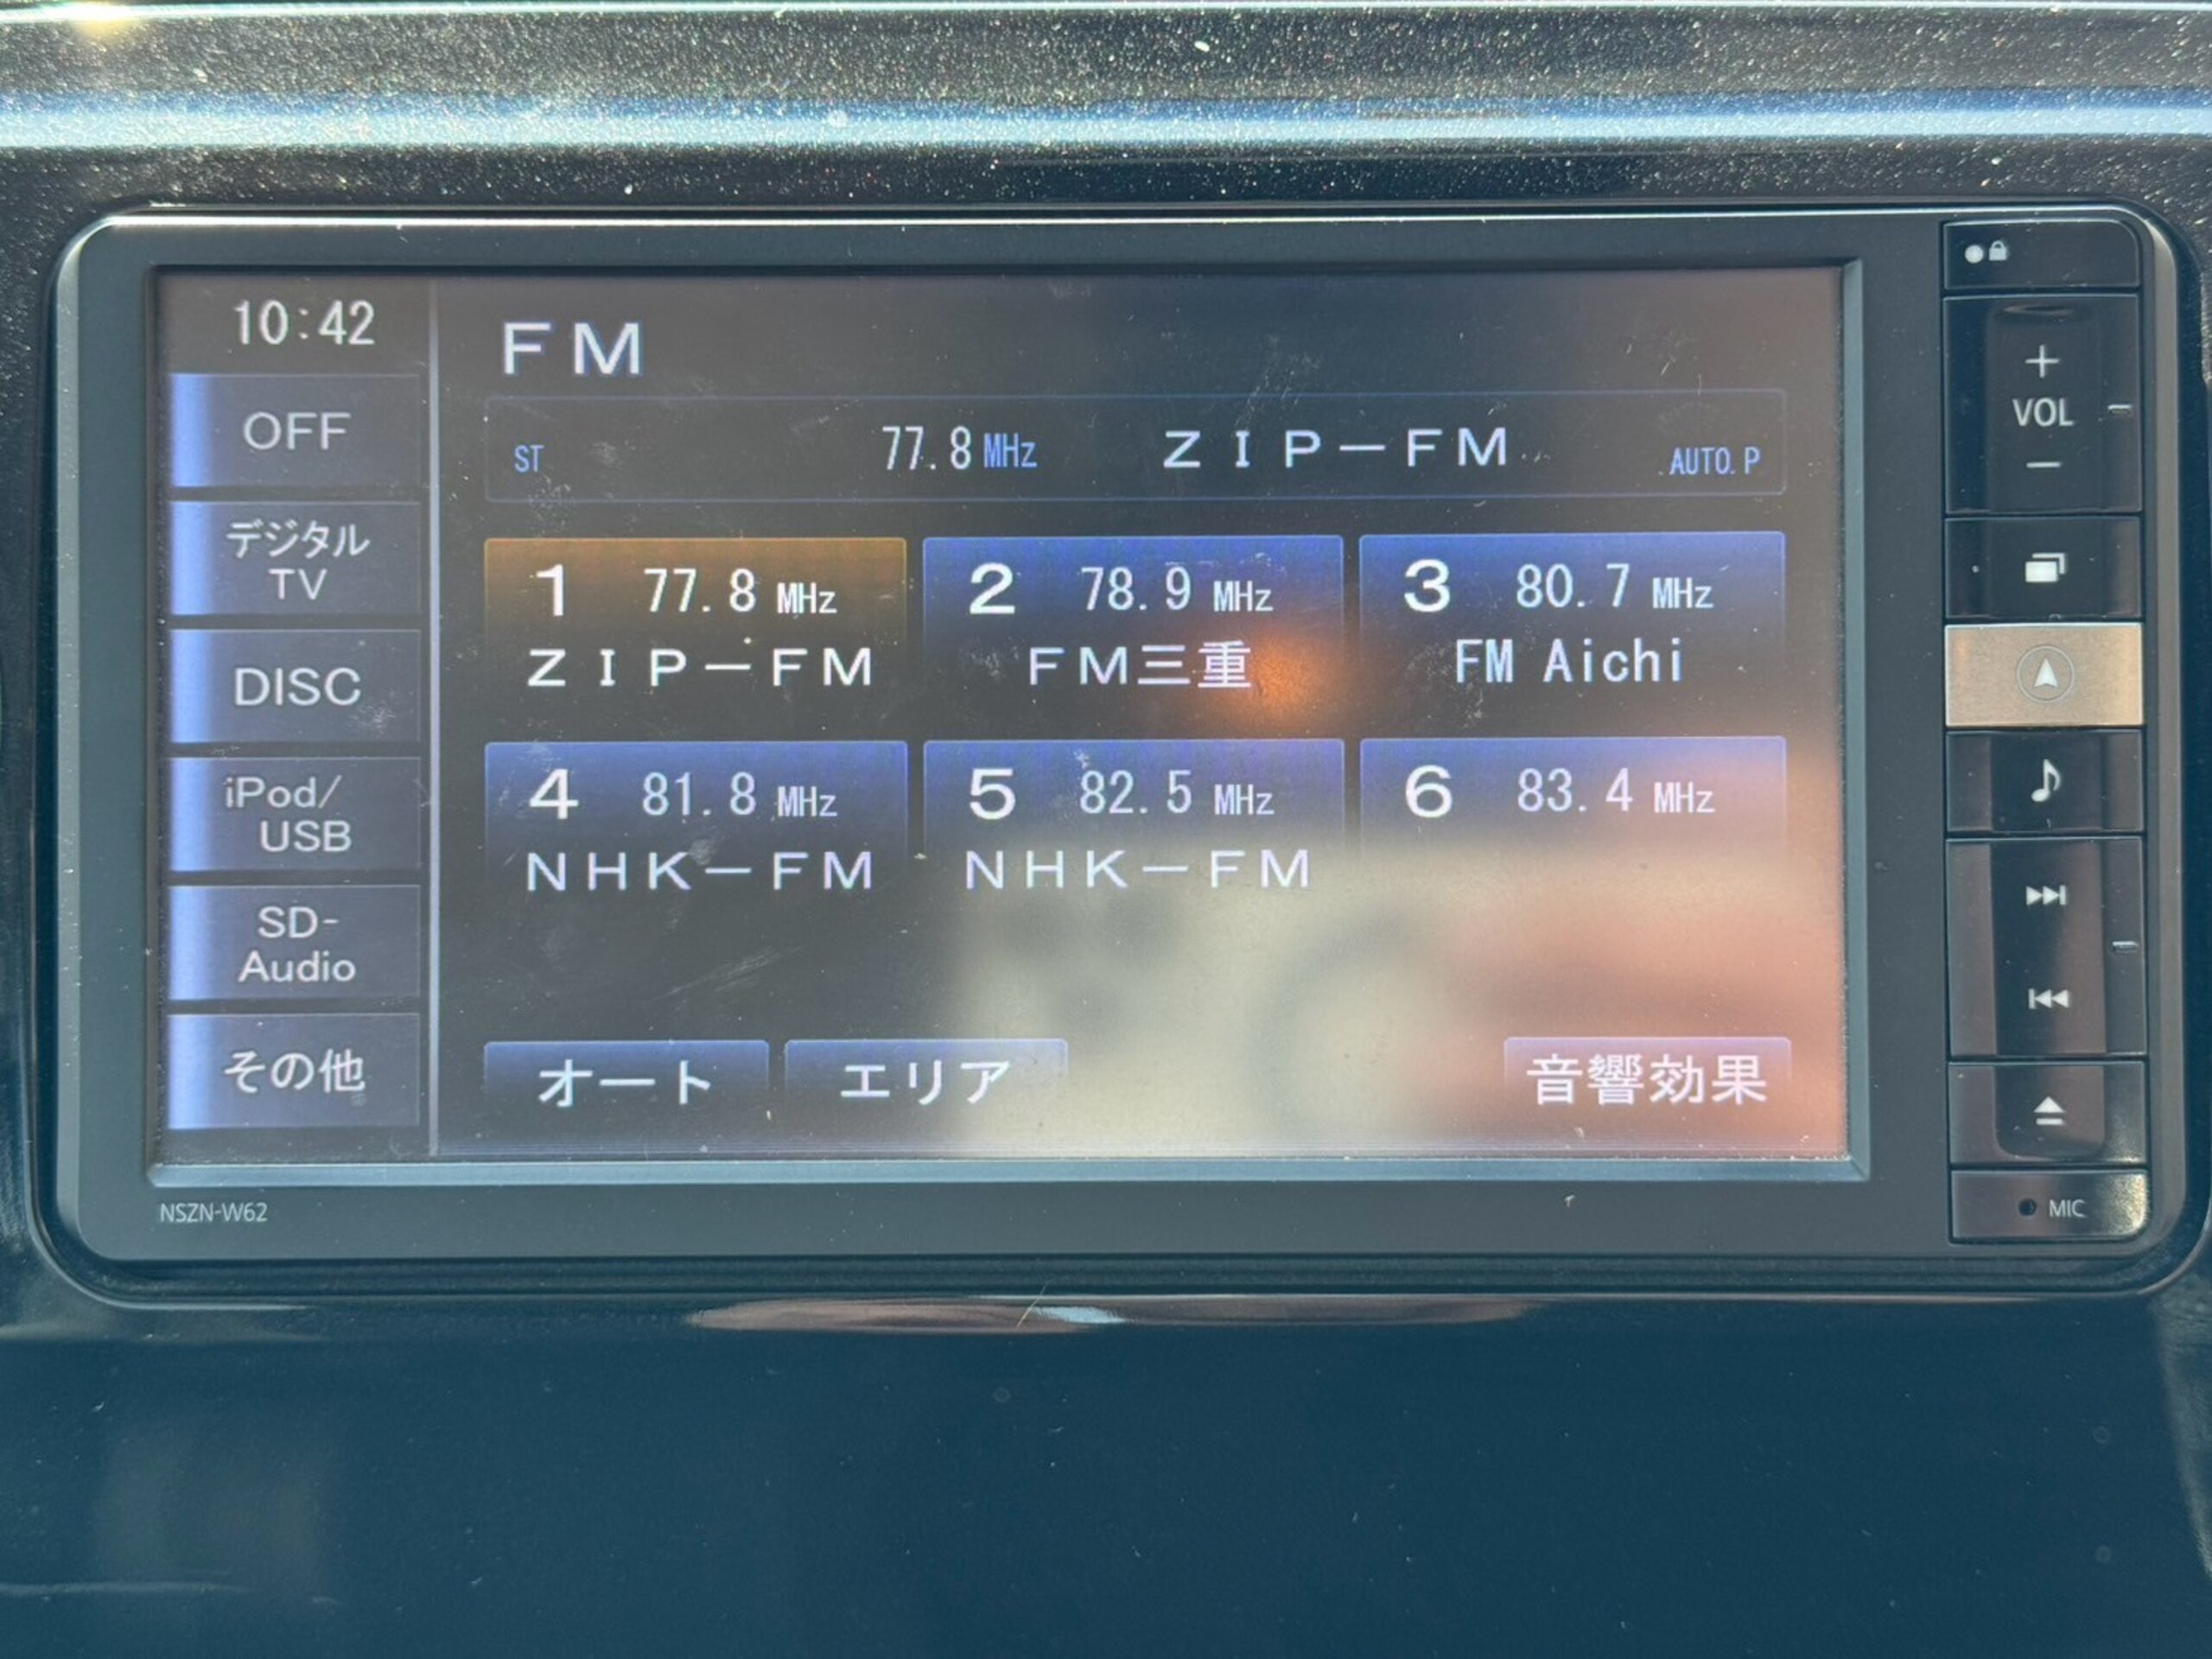 10:42
OFF
デジタル
TV
DISC
iPod/
USB
SD-
Audio
その他
FM
ST 77.8MHz ZIP-FM AUTO.P
1 77.8 MHz
ZIP-FM
2 78.9 MHz
FM三重
3 80.7 MHz
FM Aichi
4 81.8 MHz
NHK-FM
5 82.5 MHz
NHK-FM
6 83.4 MHz
オート
エリア
音響効果
VOL
MIC
NSZN-W62